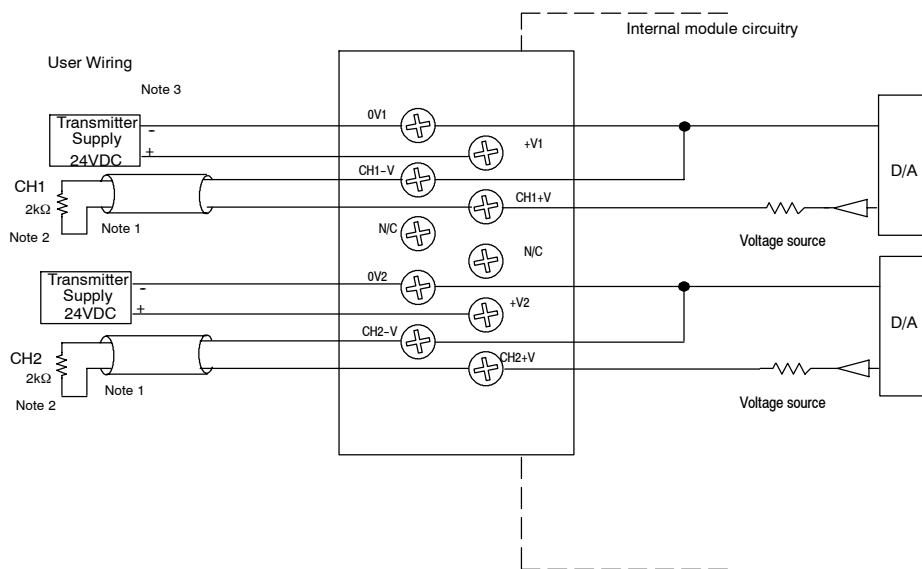 Internal module circuitry
User Wiring
Note 3
Transmitter
Supply
24VDC
-
+
0V1
+V1
CH1
2kΩ
Note 2
Note 1
CH1–V
CH1+V
D/A
Voltage source
N/C
N/C
Transmitter
Supply
24VDC
-
+
0V2
+V2
CH2
2kΩ
Note 2
Note 1
CH2–V
CH2+V
D/A
Voltage source